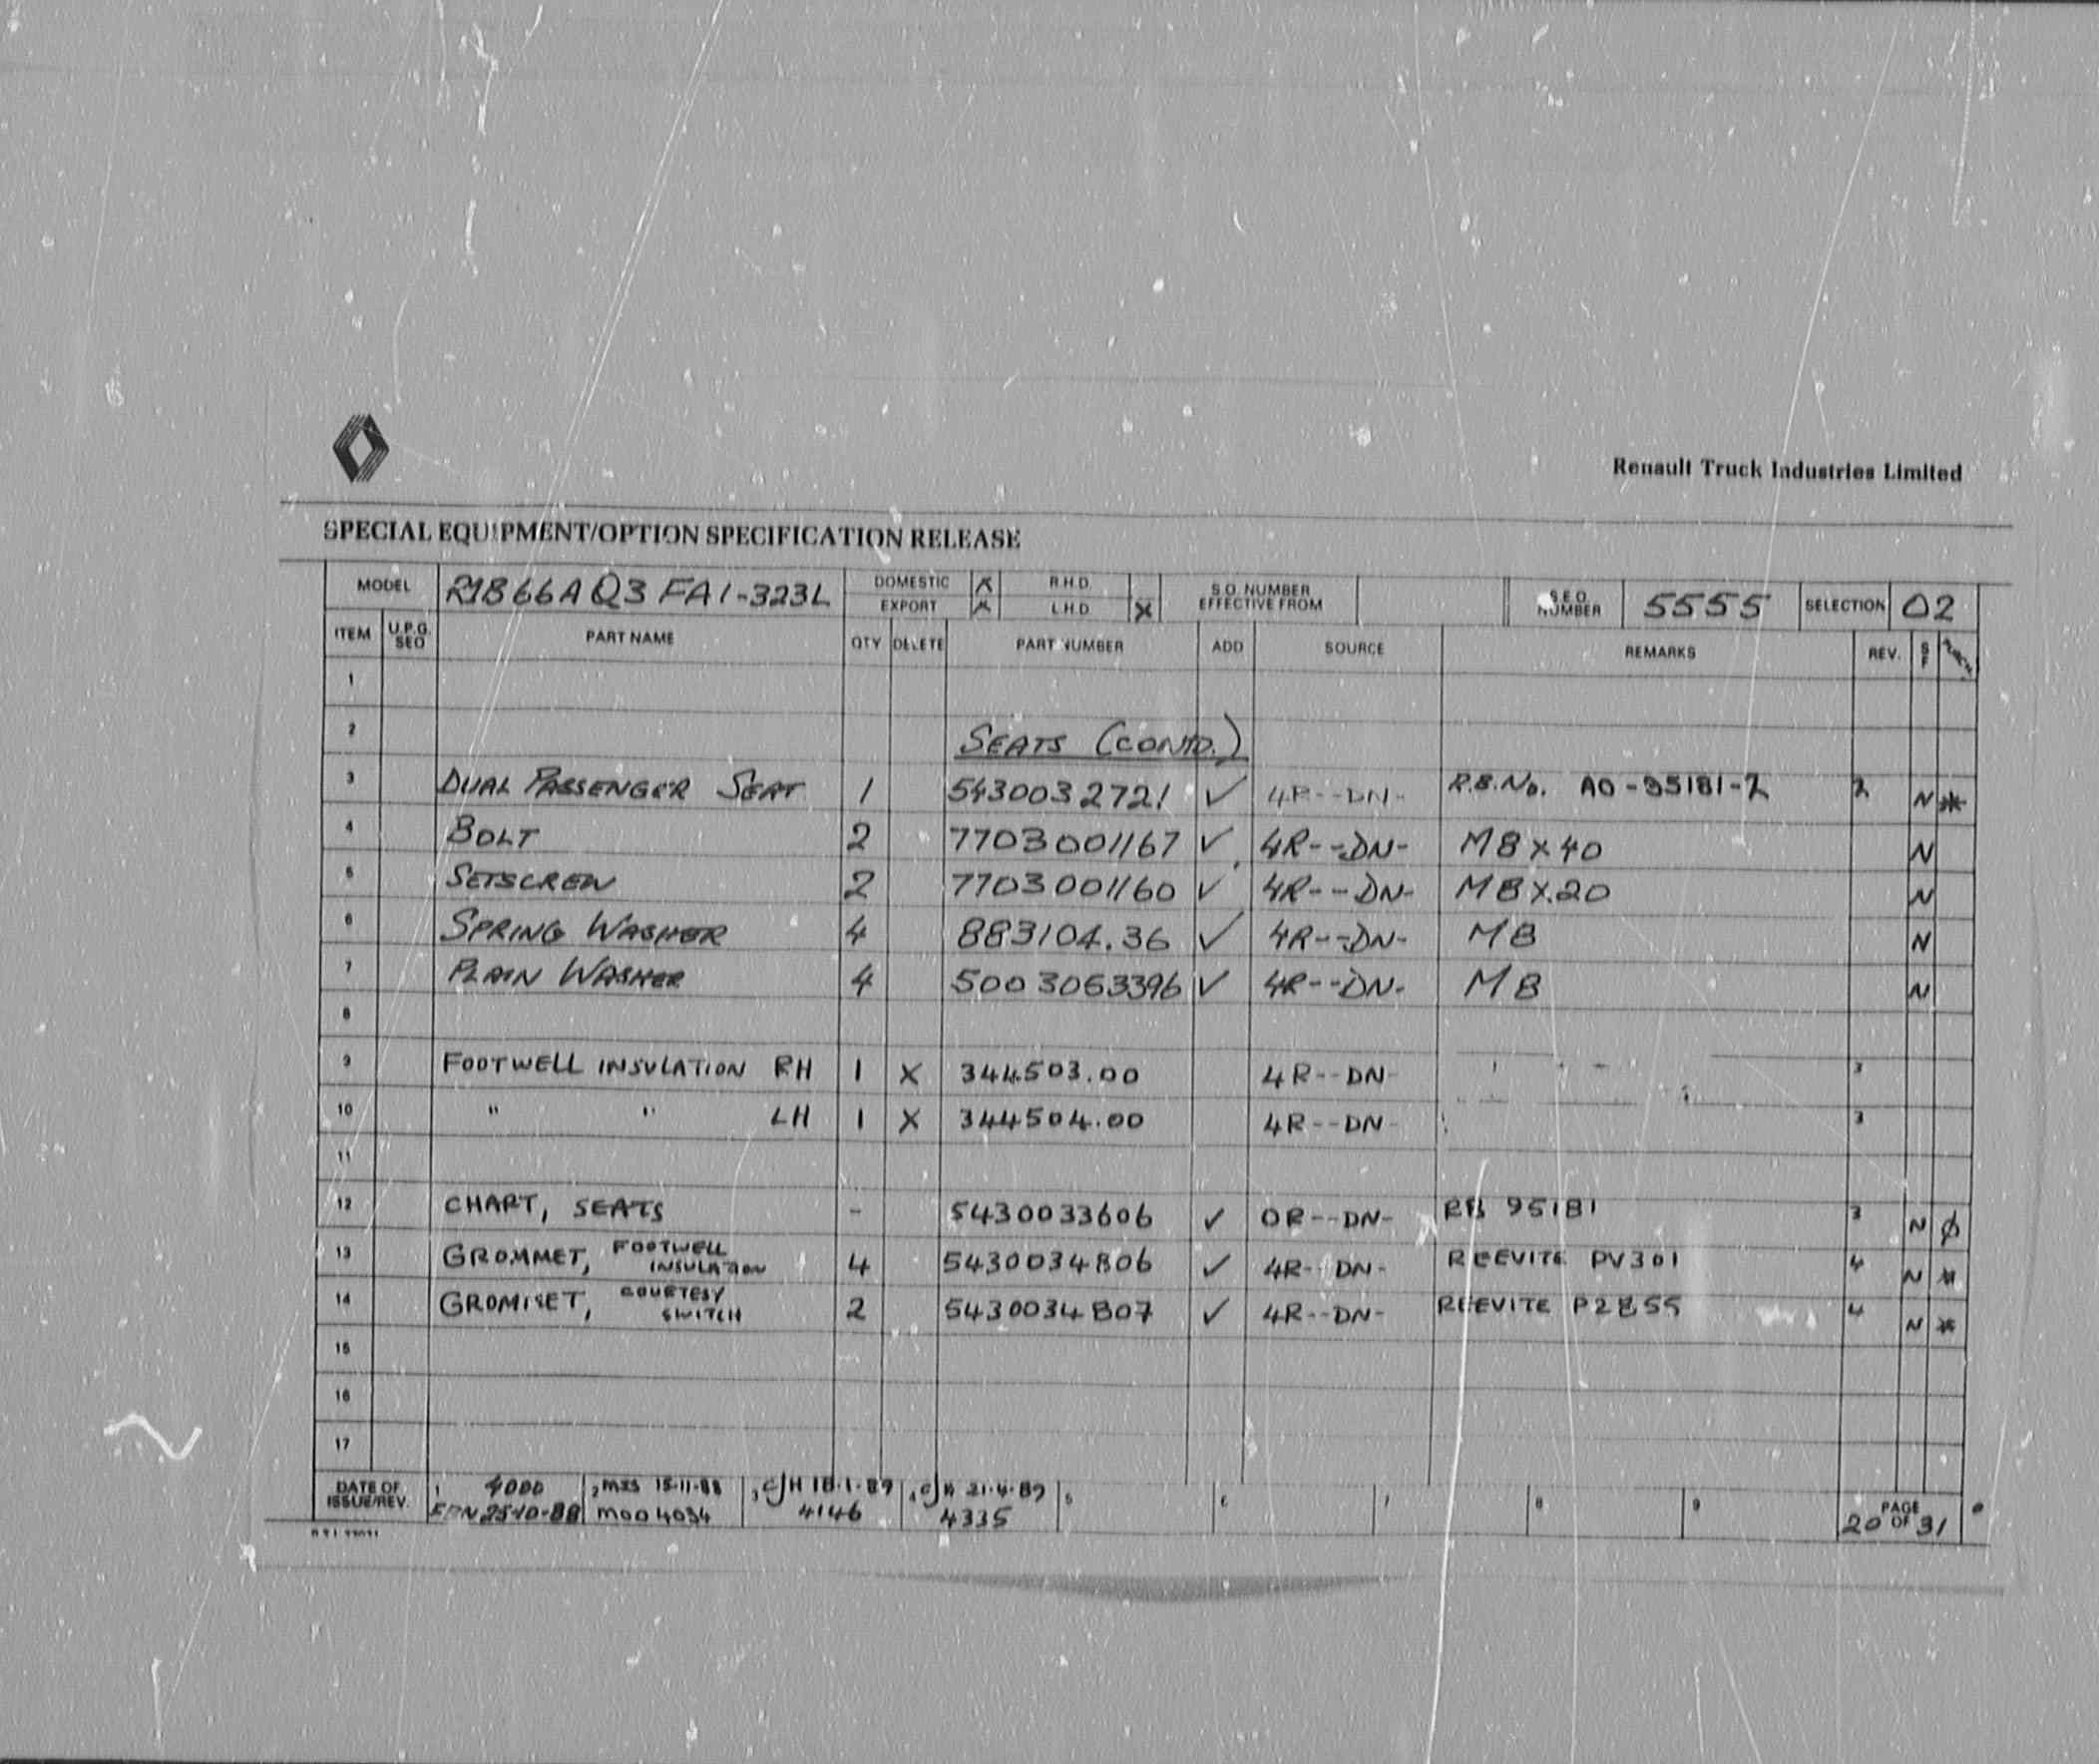 Renault Truck Industries Limited
SPECIAL EQUIPMENT/OPTION SPECIFICATION RELEASE
MODEL R1866AQ3 FA1-323L DOMESTIC X R.H.D. S.O. NUMBER EFFECTIVE FROM S.E.O. NUMBER 5555 SELECTION 02
EXPORT X L.H.D X
ITEM U.P.G. SEQ PART NAME QTY DELETE PART NUMBER ADD SOURCE REMARKS REV. S F
1
2 SEATS (CONTD.)
3 DUAL PASSENGER SEAT 1 5430032721 ✓ 4R--DN- R.B.No. AO-95181-2 2 N *
4 BOLT 2 7703001167 ✓ 4R--DN- M8x40 N
5 SETSCREW 2 7703001160 ✓ 4R--DN- M8x20 N
6 SPRING WASHER 4 883104.36 ✓ 4R--DN- M8 N
7 PLAIN WASHER 4 5003053396 ✓ 4R--DN- M8 N
8
9 FOOTWELL INSULATION RH 1 X 344503.00 4R--DN- 3
10 " " LH 1 X 344504.00 4R--DN- 3
11
12 CHART, SEATS - 5430033606 ✓ OR--DN- RB 95181 3 N ϕ
13 GROMMET, FOOTWELL INSULATION 4 5430034806 ✓ 4R--DN- REEVITE PV301 4 N *
14 GROMMET, COURTESY SWITCH 2 5430034807 ✓ 4R--DN- REEVITE P2855 4 N *
15
16
17
DATE OF ISSUE/REV. 1 4000 2 15-11-88 3 CJH 18·1·89 4 CJH 21·4·89 5 6 7 8 9 PAGE
25-10-88 M00 4034 4146 4335 20 OF 31